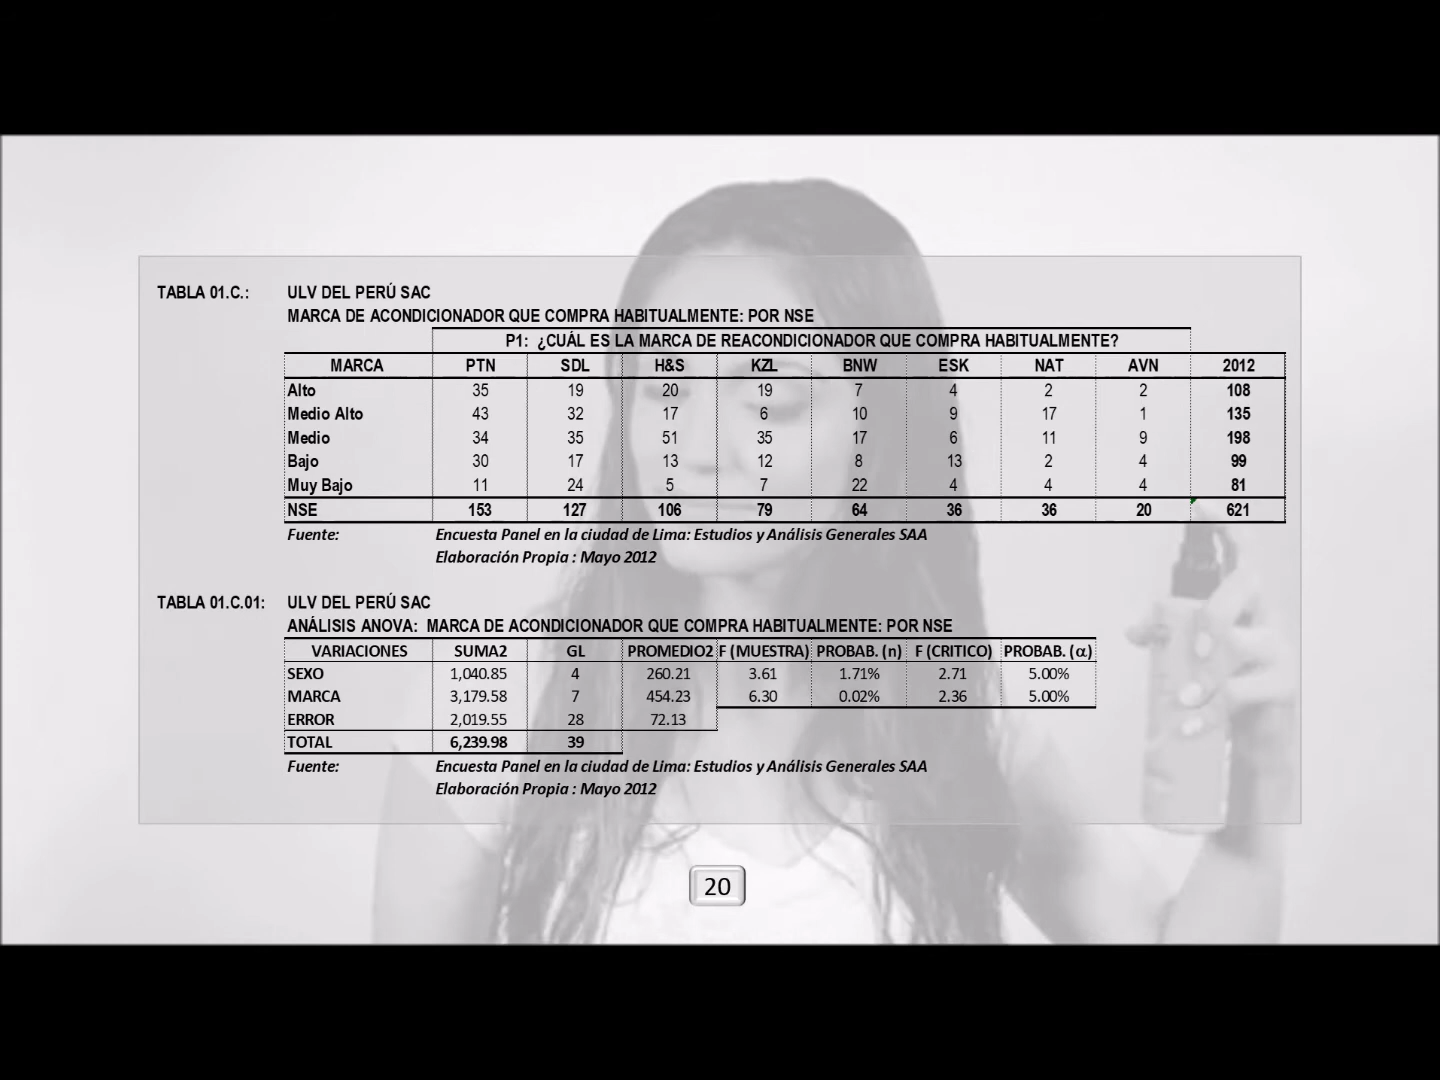 TABLA 01.C.: ULV DEL PERÚ SAC
MARCA DE ACONDICIONADOR QUE COMPRA HABITUALMENTE: POR NSE
P1: ¿CUÁL ES LA MARCA DE REACONDICIONADOR QUE COMPRA HABITUALMENTE?
MARCA PTN SDL H&S KZL BNW ESK NAT AVN 2012
Alto 35 19 20 19 7 4 2 2 108
Medio Alto 43 32 17 6 10 9 17 1 135
Medio 34 35 51 35 17 6 11 9 198
Bajo 30 17 13 12 8 13 2 4 99
Muy Bajo 11 24 5 7 22 4 4 4 81
NSE 153 127 106 79 64 36 36 20 621
Fuente: Encuesta Panel en la ciudad de Lima: Estudios y Análisis Generales SAA
Elaboración Propia : Mayo 2012
TABLA 01.C.01: ULV DEL PERÚ SAC
ANÁLISIS ANOVA: MARCA DE ACONDICIONADOR QUE COMPRA HABITUALMENTE: POR NSE
VARIACIONES SUMA2 GL PROMEDIO2 F (MUESTRA) PROBAB. (n) F (CRITICO) PROBAB. (α)
SEXO 1,040.85 4 260.21 3.61 1.71% 2.71 5.00%
MARCA 3,179.58 7 454.23 6.30 0.02% 2.36 5.00%
ERROR 2,019.55 28 72.13
TOTAL 6,239.98 39
Fuente: Encuesta Panel en la ciudad de Lima: Estudios y Análisis Generales SAA
Elaboración Propia : Mayo 2012
20